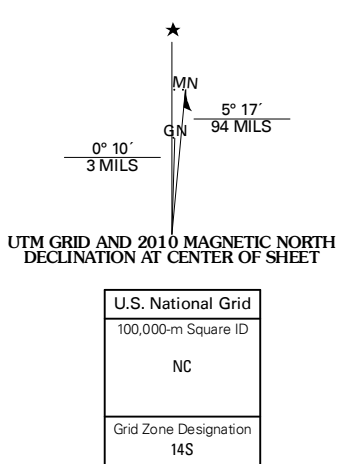 ★
MN
GN
5° 17´
94 MILS
0° 10´
3 MILS
UTM GRID AND 2010 MAGNETIC NORTH
DECLINATION AT CENTER OF SHEET
U.S. National Grid
100,000-m Square ID
NC
Grid Zone Designation
14S